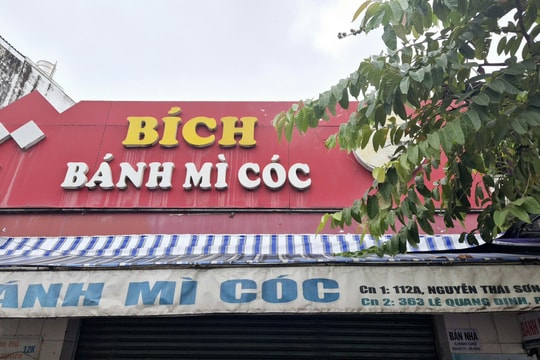 BÍCH
BÁNH MÌ CÓC
ÁNH MÌ CÓC
Cn 1: 112A, NGUYỄN THÁI SƠN
Cn 2: 363 LÊ QUANG ĐỊNH, P
BÁN NHÀ